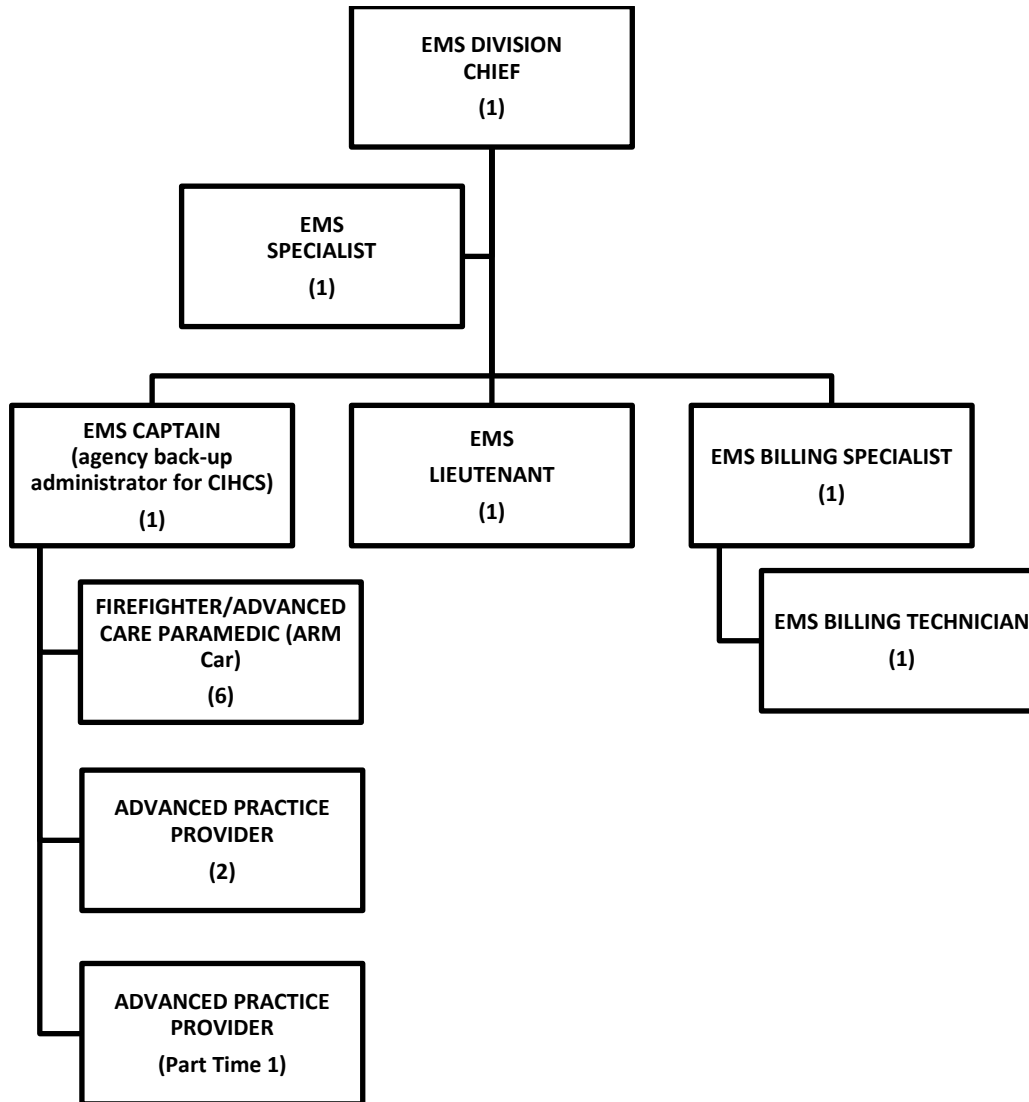 EMS DIVISION
CHIEF
(1)
EMS
SPECIALIST
(1)
EMS CAPTAIN
(agency back-up
administrator for CIHCS)
(1)
EMS
LIEUTENANT
(1)
EMS BILLING SPECIALIST
(1)
FIREFIGHTER/ADVANCED
CARE PARAMEDIC (ARM
Car)
(6)
EMS BILLING TECHNICIAN
(1)
ADVANCED PRACTICE
PROVIDER
(2)
ADVANCED PRACTICE
PROVIDER
(Part Time 1)